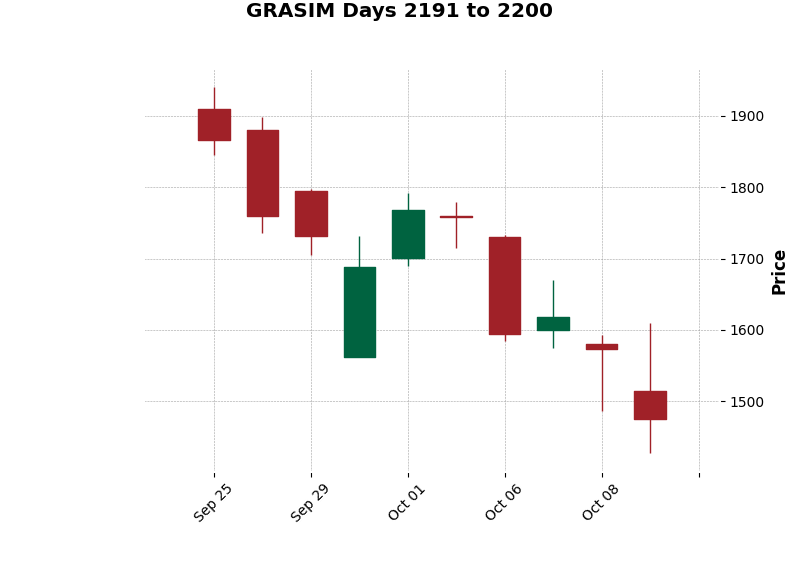 GRASIM Days 2191 to 2200
1900
1800
1700
1600
1500
Price
Sep 25
Sep 29
Oct 01
Oct 06
Oct 08